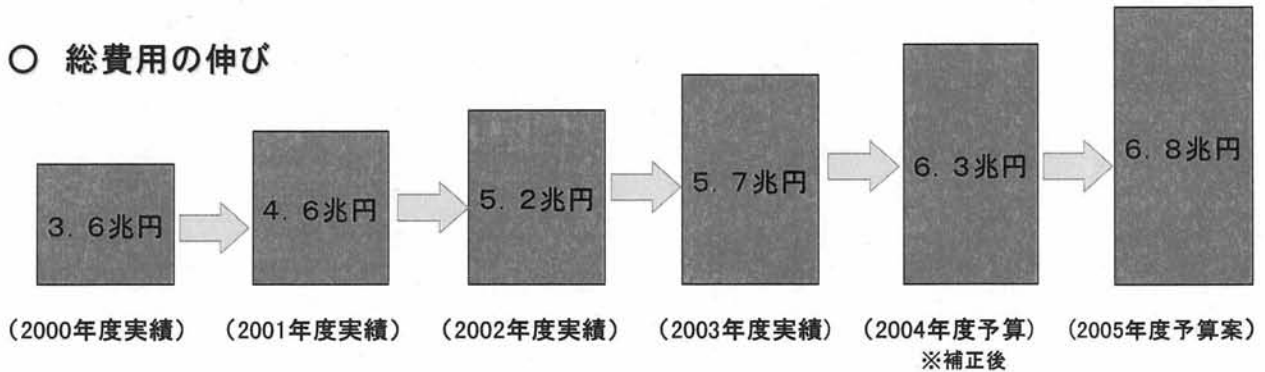 ○ 総費用の伸び
3. 6兆円
4. 6兆円
5. 2兆円
5. 7兆円
6. 3兆円
6. 8兆円
(2000年度実績)
(2001年度実績)
(2002年度実績)
(2003年度実績)
(2004年度予算)
※補正後
(2005年度予算案)